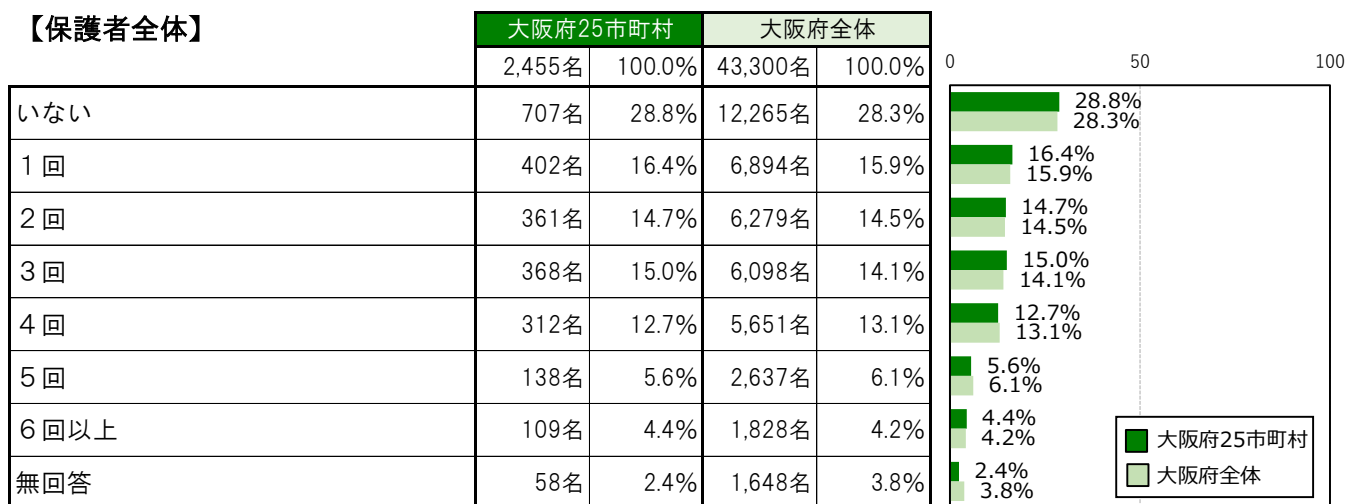 【保護者全体】
大阪府25市町村 大阪府全体
2,455名 100.0% 43,300名 100.0%
0 50 100
いない 707名 28.8% 12,265名 28.3%
28.8%
28.3%
１回 402名 16.4% 6,894名 15.9%
16.4%
15.9%
２回 361名 14.7% 6,279名 14.5%
14.7%
14.5%
３回 368名 15.0% 6,098名 14.1%
15.0%
14.1%
４回 312名 12.7% 5,651名 13.1%
12.7%
13.1%
５回 138名 5.6% 2,637名 6.1%
5.6%
6.1%
６回以上 109名 4.4% 1,828名 4.2%
4.4%
4.2%
無回答 58名 2.4% 1,648名 3.8%
2.4%
3.8%
大阪府25市町村
大阪府全体